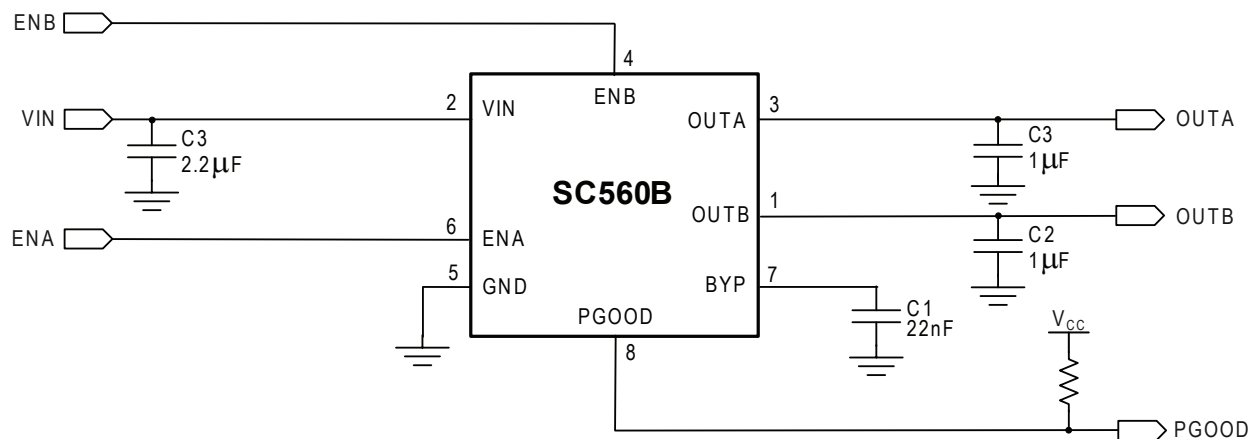 ENB
4
VIN
2
VIN
ENB
OUTA
3
OUTA
C3
2.2μF
C3
1μF
SC560B
OUTB
1
OUTB
ENA
6
ENA
C2
1μF
5
GND
BYP
7
PGOOD
C1
22nF
VCC
8
PGOOD